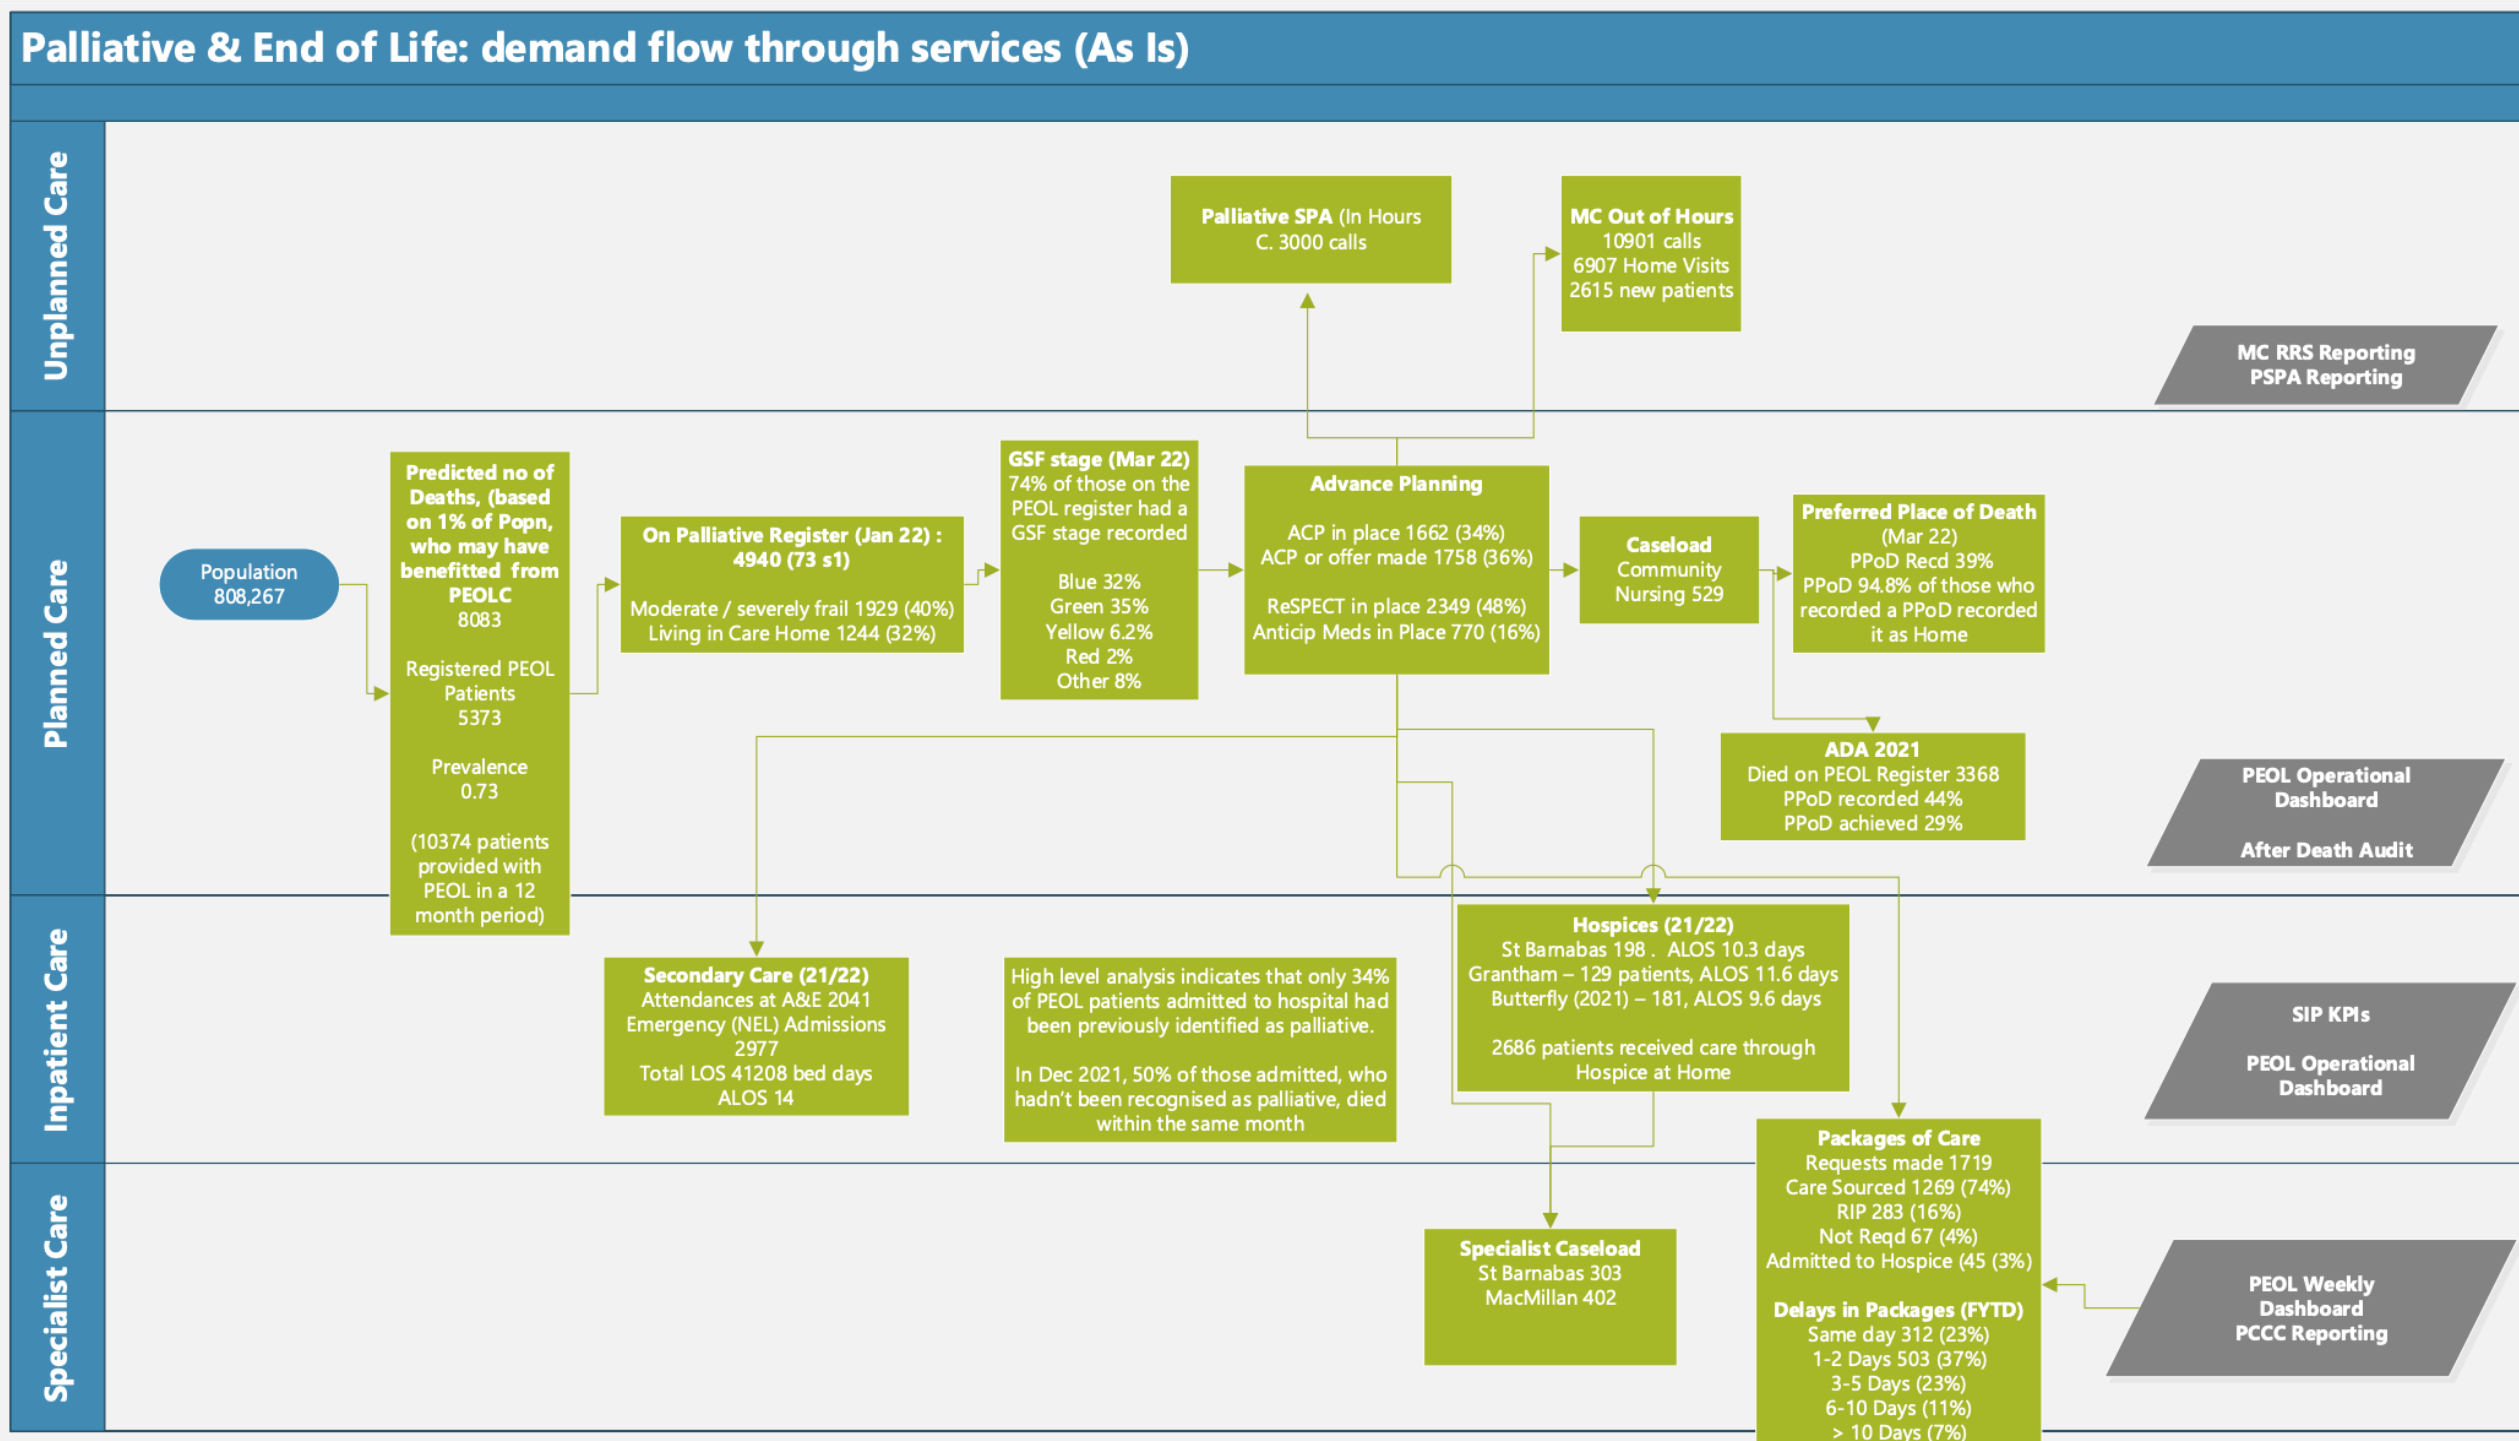 Palliative & End of Life: demand flow through services (As Is)
Unplanned Care
Palliative SPA (In Hours
C. 3000 calls
MC Out of Hours
10901 calls
6907 Home Visits
2615 new patients
MC RRS Reporting
PSPA Reporting
Planned Care
Population
808,267
Predicted no of
Deaths, (based
on 1% of Popn,
who may have
benefitted from
PEOLC
8083
Registered PEOL
Patients
5373
Prevalence
0.73
(10374 patients
provided with
PEOL in a 12
month period)
On Palliative Register (Jan 22) :
4940 (73 s1)
Moderate / severely frail 1929 (40%)
Living in Care Home 1244 (32%)
GSF stage (Mar 22)
74% of those on the
PEOL register had a
GSF stage recorded
Blue 32%
Green 35%
Yellow 6.2%
Red 2%
Other 8%
Advance Planning
ACP in place 1662 (34%)
ACP or offer made 1758 (36%)
ReSPECT in place 2349 (48%)
Anticip Meds in Place 770 (16%)
Caseload
Community
Nursing 529
Preferred Place of Death
(Mar 22)
PPoD Recd 39%
PPoD 94.8% of those who
recorded a PPoD recorded
it as Home
ADA 2021
Died on PEOL Register 3368
PPoD recorded 44%
PPoD achieved 29%
PEOL Operational
Dashboard
After Death Audit
Inpatient Care
Secondary Care (21/22)
Attendances at A&E 2041
Emergency (NEL) Admissions
2977
Total LOS 41208 bed days
ALOS 14
High level analysis indicates that only 34%
of PEOL patients admitted to hospital had
been previously identified as palliative.
In Dec 2021, 50% of those admitted, who
hadn't been recognised as palliative, died
within the same month
Hospices (21/22)
St Barnabas 198 . ALOS 10.3 days
Grantham – 129 patients, ALOS 11.6 days
Butterfly (2021) – 181, ALOS 9.6 days
2686 patients received care through
Hospice at Home
SIP KPIs
PEOL Operational
Dashboard
Specialist Care
Specialist Caseload
St Barnabas 303
MacMillan 402
Packages of Care
Requests made 1719
Care Sourced 1269 (74%)
RIP 283 (16%)
Not Reqd 67 (4%)
Admitted to Hospice (45 (3%)
Delays in Packages (FYTD)
Same day 312 (23%)
1-2 Days 503 (37%)
3-5 Days (23%)
6-10 Days (11%)
> 10 Days (7%)
PEOL Weekly
Dashboard
PCCC Reporting